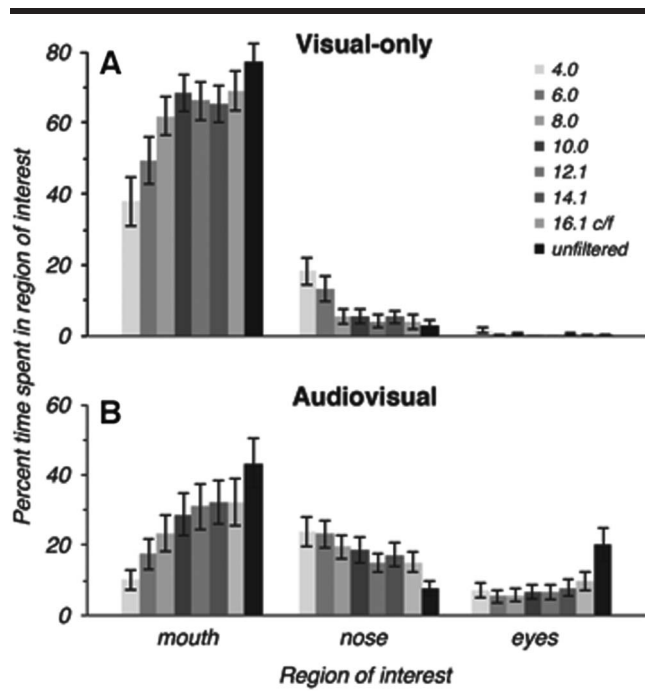 A
Visual-only
80
60
40
20
0
4.0
6.0
8.0
10.0
12.1
14.1
16.1 c/f
unfiltered
Percent time spent in region of interest
B
Audiovisual
60
40
20
0
mouth nose eyes
Region of interest